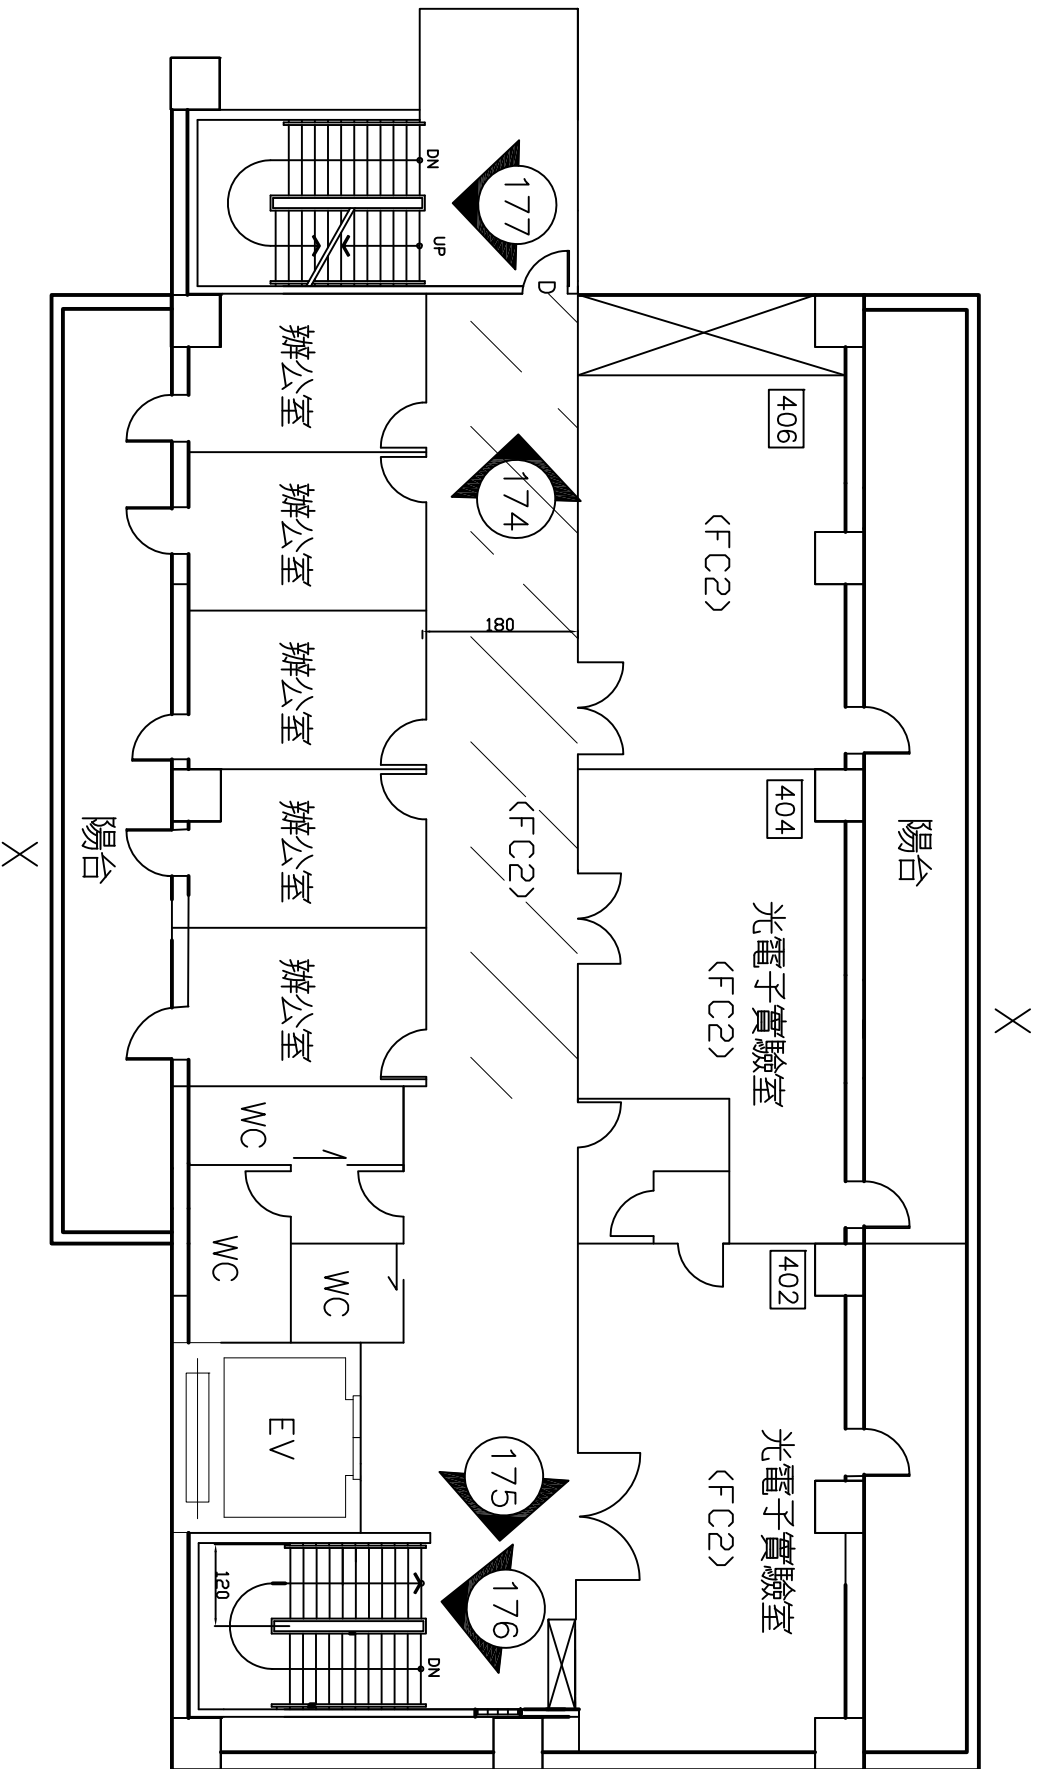 DN
177
UP
D
辦公室
406
174
辦公室
(FC2)
180
辦公室
辦公室
(FC2)
404
陽台
陽台
X
光電子實驗室
(FC2)
辦公室
X
WC
WC
WC
402
EV
175
光電子實驗室
(FC2)
120
176
DN